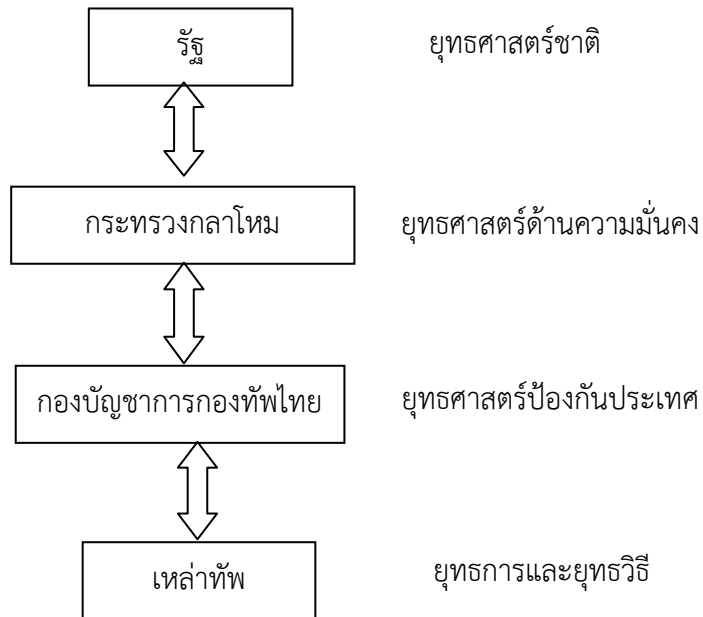 รัฐ ยุทธศาสตร์ชาติ
กระทรวงกลาโหม ยุทธศาสตร์ด้านความมั่นคง
กองบัญชาการกองทัพไทย ยุทธศาสตร์ป้องกันประเทศ
เหล่าทัพ ยุทธการและยุทธวิธี